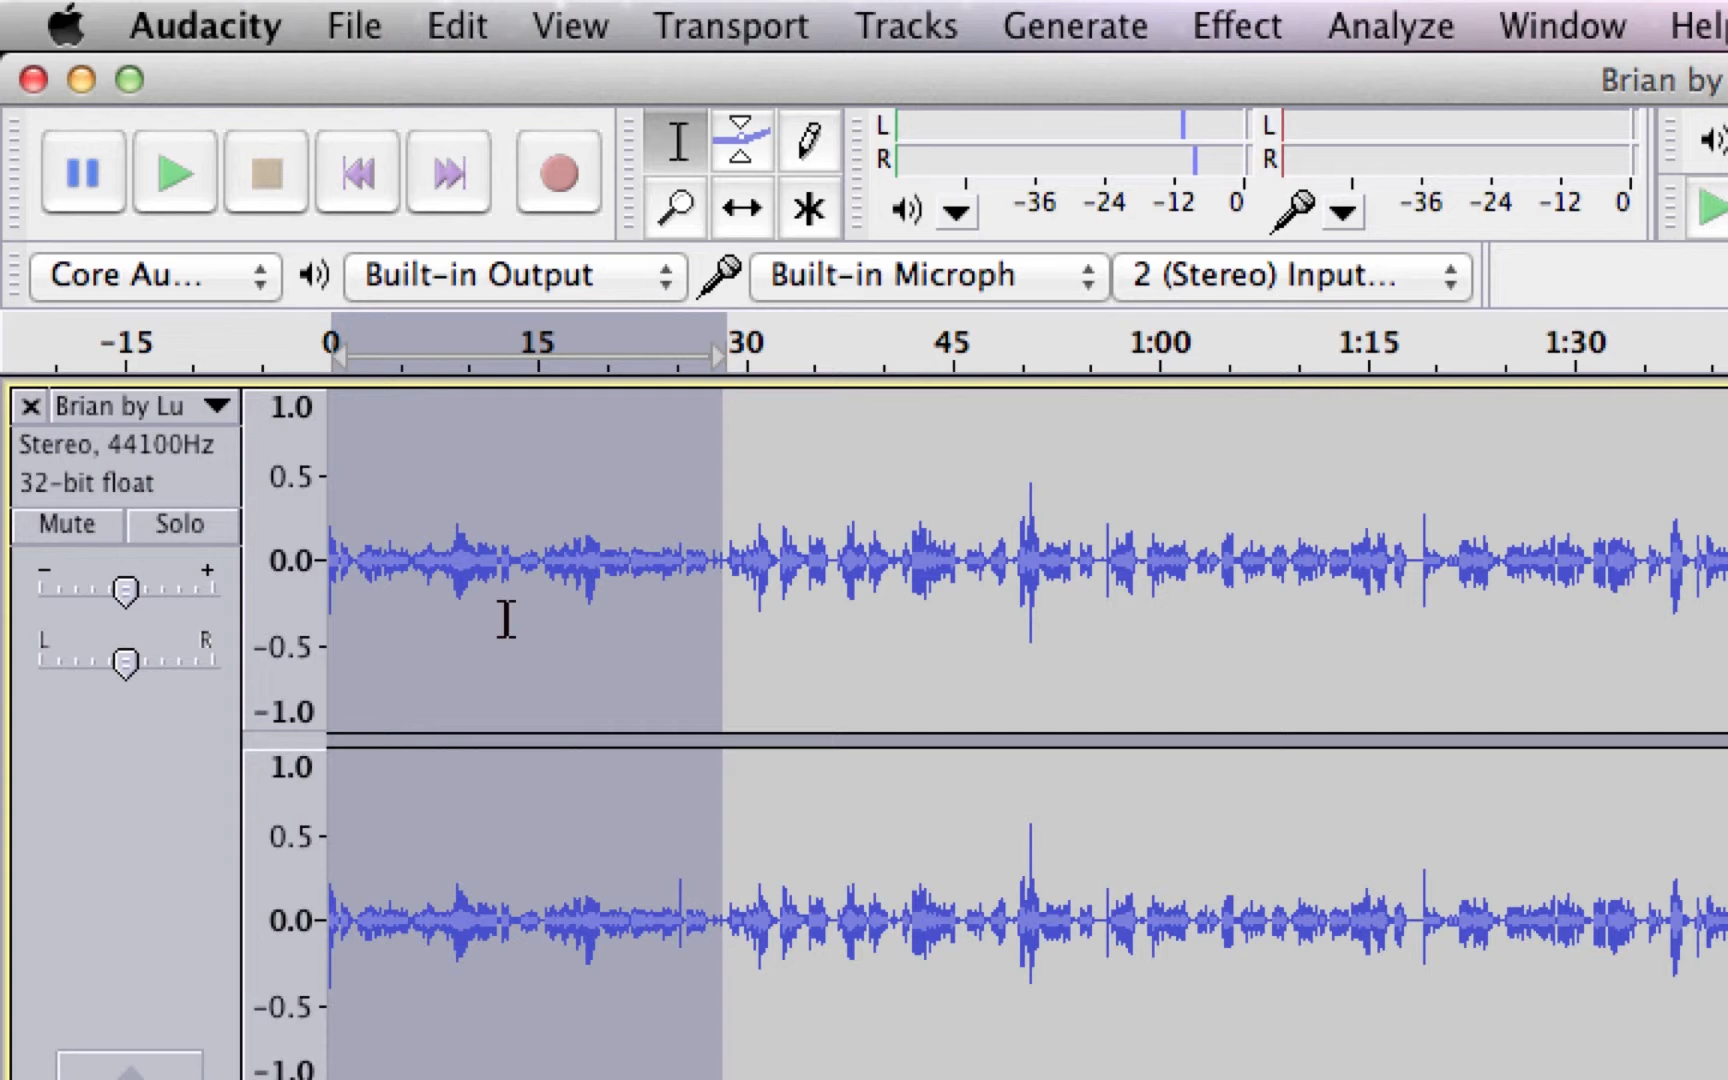 Audacity File Edit View Transport Tracks Generate Effect Analyze Window
Brian by
L L
R R
-36 -24 -12 0 -36 -24 -12 0
Core Au... Built-in Output Built-in Microph 2 (Stereo) Input...
-15 0 15 30 45 1:00 1:15 1:30
Brian by Lu
Stereo, 44100Hz
32-bit float
Mute Solo
- +
L R
1.0
0.5-
0.0-
-0.5-
-1.0
1.0
0.5-
0.0-
-0.5-
-1.0